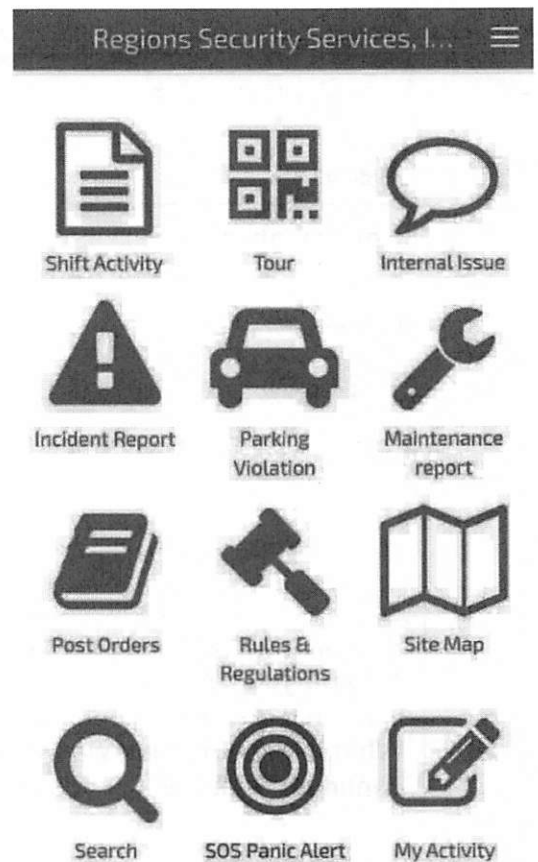 Regions Security Services, I...
Shift Activity
Tour
Internal Issue
Incident Report
Parking
Violation
Maintenance
report
Post Orders
Rules &
Regulations
Site Map
Search
SOS Panic Alert
My Activity